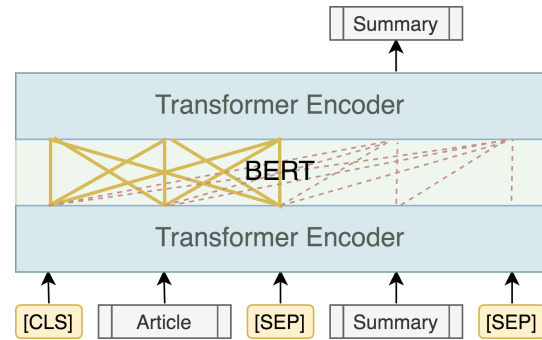 Summary
Transformer Encoder
BERT
Transformer Encoder
[CLS] Article [SEP] Summary [SEP]